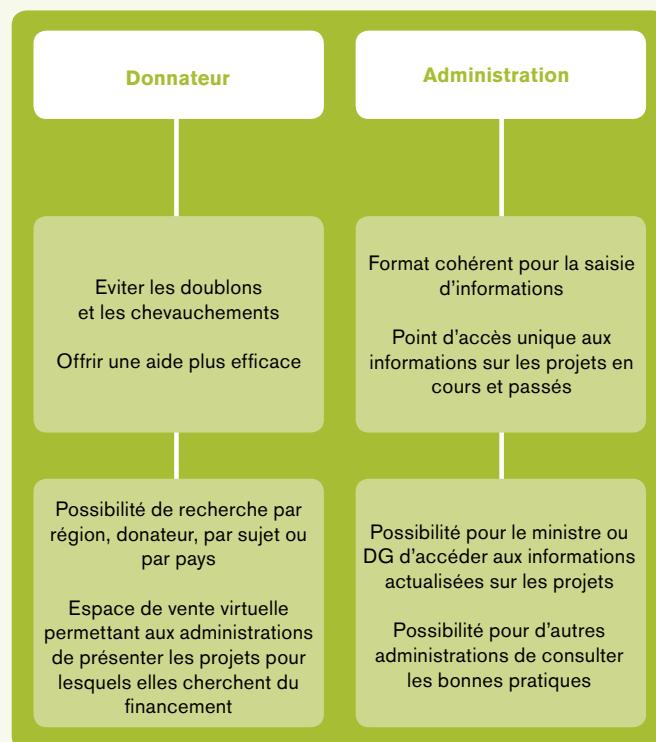 Donnateur
Eviter les doublons
et les chevauchements
Offrir une aide plus efficace
Possibilité de recherche par
région, donateur, par sujet ou
par pays
Espace de vente virtuelle
permettant aux administrations
de présenter les projets pour
lesquels elles cherchent du
financement
Administration
Format cohérent pour la saisie
d’informations
Point d’accès unique aux
informations sur les projets en
cours et passés
Possibilité pour le ministre ou
DG d’accéder aux informations
actualisées sur les projets
Possibilité pour d’autres
administrations de consulter
les bonnes pratiques